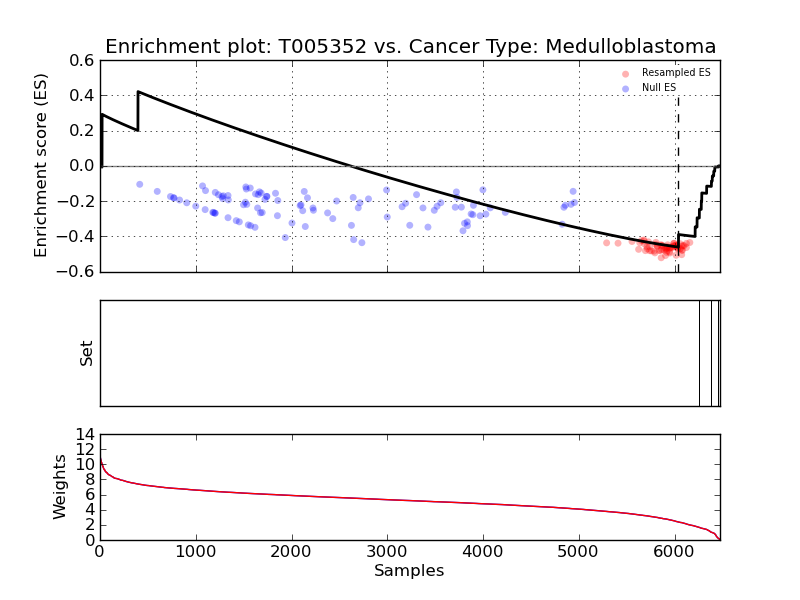 Enrichment plot: T005352 vs. Cancer Type: Medulloblastoma
Enrichment score (ES)
0.6
0.4
0.2
0.0
−0.2
−0.4
−0.6
Resampled ES
Null ES
Set
Weights
14
12
10
8
6
4
2
0
0 1000 2000 3000 4000 5000 6000
Samples